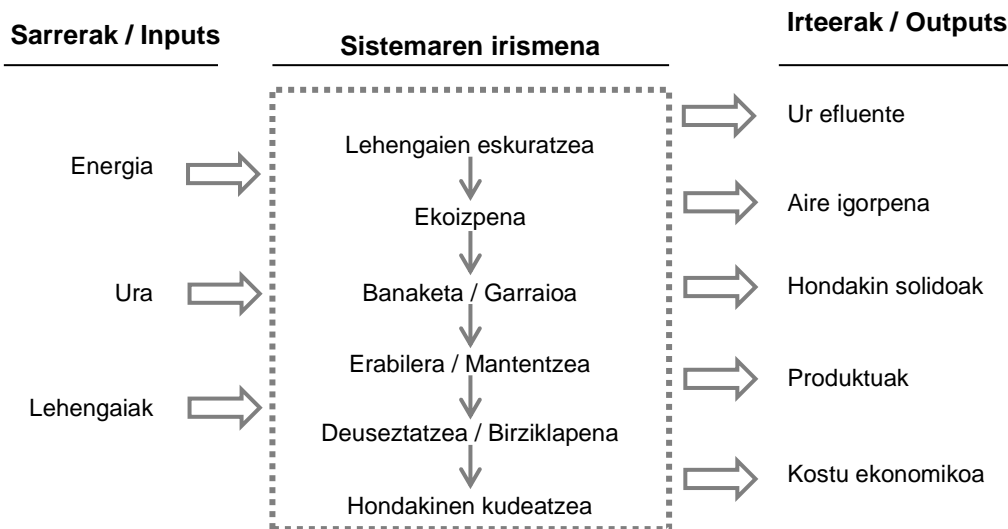 Sarrerak / Inputs
Sistemaren irismena
Irteerak / Outputs
Energia
Ura
Lehengaiak
Lehengaien eskuratzea
Ekoizpena
Banaketa / Garraioa
Erabilera / Mantentzea
Deuseztatzea / Birziklapena
Hondakinen kudeatzea
Ur efluente
Aire igorpena
Hondakin solidoak
Produktuak
Kostu ekonomikoa